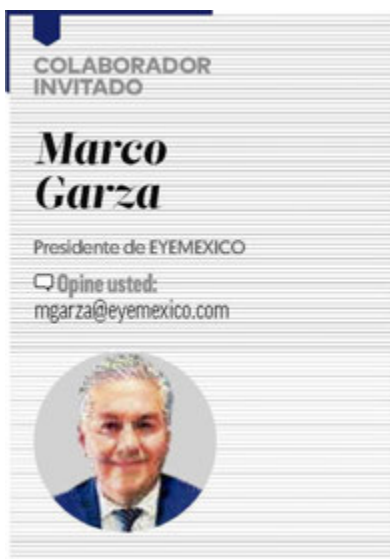 COLABORADOR
INVITADO
Marco
Garza
Presidente de EYEMEXICO
Opine usted:
mgarza@eyemexico.com